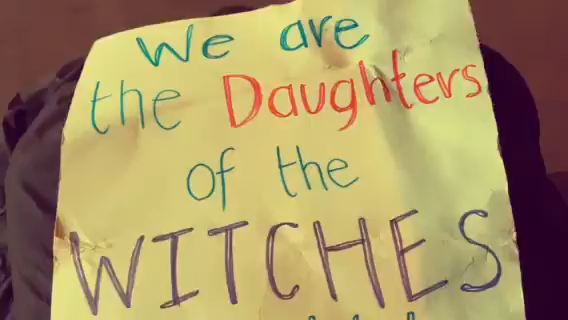 We are
the Daughters
of the
WITCHES